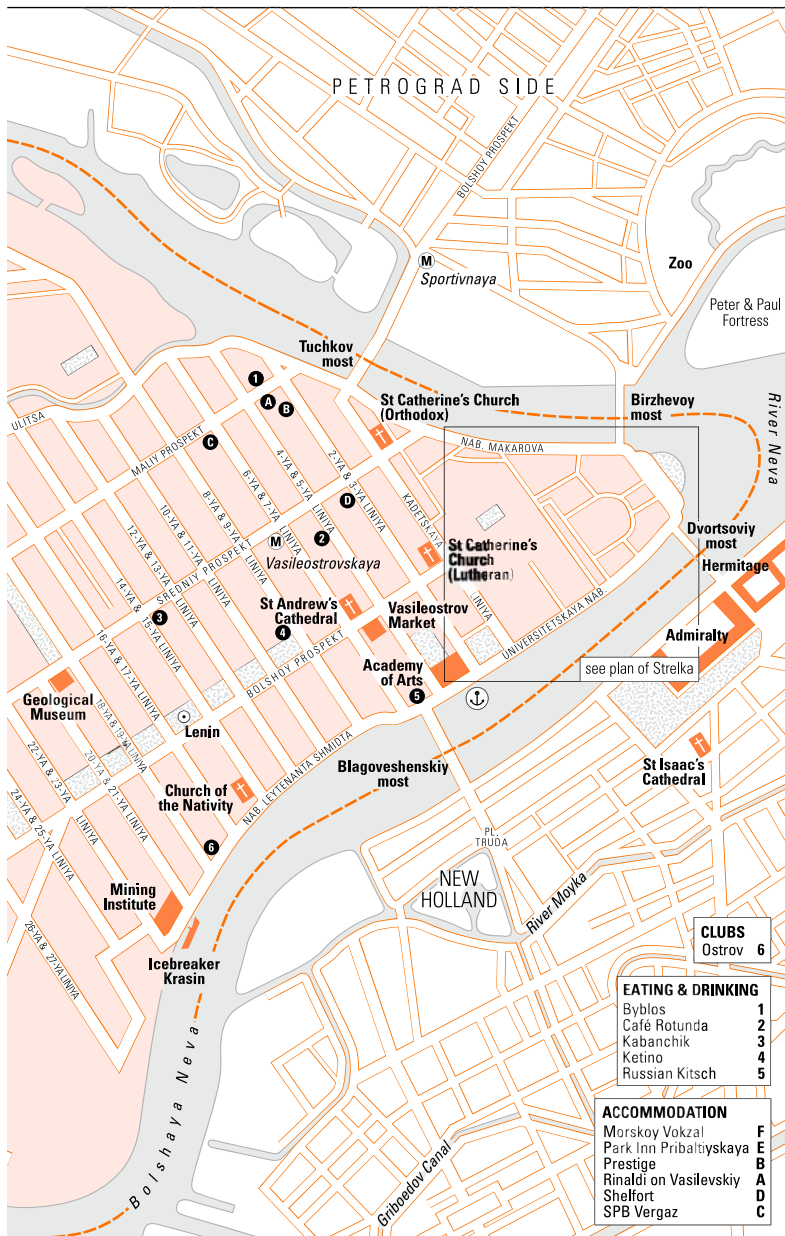 PETROGRAD SIDE
BOLSHOY PROSPEKT
M
Sportivnaya
Zoo
Peter & Paul
Fortress
Tuchkov
most
St Catherine's Church
(Orthodox)
Birzhevoy
most
River Neva
ULITSA
1
A
B
C
MALIY PROSPEKT
NAB. MAKAROVA
2-YA & 3-YA LINIYA
4-YA & 5-YA LINIYA
6-YA & 7-YA LINIYA
8-YA & 9-YA LINIYA
10-YA & 11-YA LINIYA
12-YA & 13-YA LINIYA
14-YA & 15-YA LINIYA
16-YA & 17-YA LINIYA
18-YA & 19-YA LINIYA
20-YA & 21-YA LINIYA
22-YA & 23-YA LINIYA
24-YA & 25-YA LINIYA
26-YA & 27-YA LINIYA
D
2
KADETSKAYA LINIYA
M
Vasileostrovskaya
SREDNIY PROSPEKT
St Catherine's
Church
(Lutheran)
Dvortsoviy
most
Hermitage
3
St Andrew's
Cathedral
4
Vasileostrov
Market
UNIVERSITETSKAYA NAB.
Admiralty
BOLSHOY PROSPEKT
Academy
of Arts
5
see plan of Strelka
Geological
Museum
Lenin
NAB. LEYTENANTA SHMIDTA
Blagoveshenskiy
most
St Isaac's
Cathedral
Church of
the Nativity
6
PL.
TRUDA
NEW
HOLLAND
River Moyka
Mining
Institute
Icebreaker
Krasin
Bolshaya Neva
Griboedov Canal
CLUBS
Ostrov 6
EATING & DRINKING
Byblos 1
Café Rotunda 2
Kabanchik 3
Ketino 4
Russian Kitsch 5
ACCOMMODATION
Morskoy Vokzal F
Park Inn Pribaltiyskaya E
Prestige B
Rinaldi on Vasilevskiy A
Shelfort D
SPB Vergaz C